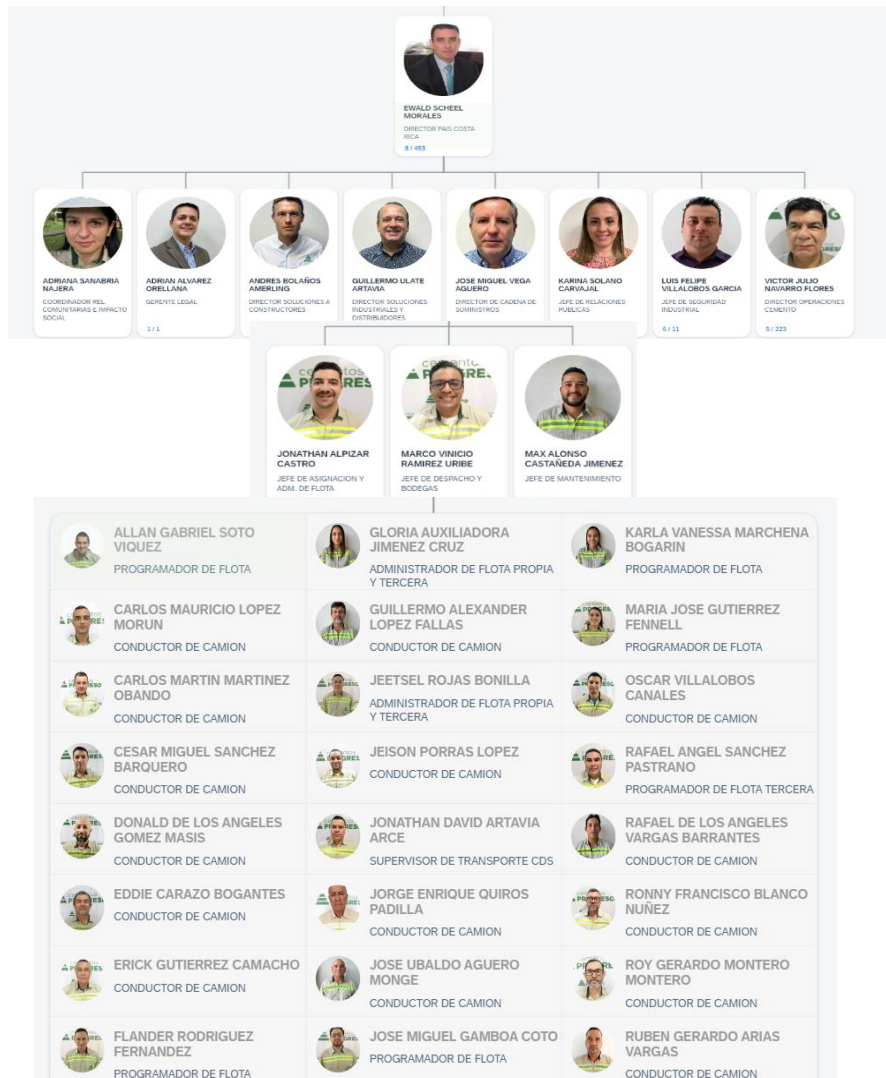 EWALD SCHEEL
MORALES
DIRECTOR PAIS COSTA
RICA
8 / 453
ADRIANA SANABRIA
NAJERA
COORDINADOR REL.
COMUNITARIAS E IMPACTO
SOCIAL
ADRIAN ALVAREZ
ORELLANA
GERENTE LEGAL
1 / 1
ANDRES BOLAÑOS
AMERLING
DIRECTOR SOLUCIONES A
CONSTRUCTORES
GUILLERMO ULATE
ARTAVIA
DIRECTOR SOLUCIONES
INDUSTRIALES Y
DISTRIBUIDORES
JOSE MIGUEL VEGA
AGUERO
DIRECTOR DE CADENA DE
SUMINISTROS
KARINA SOLANO
CARVAJAL
JEFE DE RELACIONES
PUBLICAS
LUIS FELIPE
VILLALOBOS GARCIA
JEFE DE SEGURIDAD
INDUSTRIAL
6 / 11
VICTOR JULIO
NAVARRO FLORES
DIRECTOR OPERACIONES
CEMENTO
5 / 223
JONATHAN ALPIZAR
CASTRO
JEFE DE ASIGNACION Y
ADM. DE FLOTA
MARCO VINICIO
RAMIREZ URIBE
JEFE DE DESPACHO Y
BODEGAS
MAX ALONSO
CASTAÑEDA JIMENEZ
JEFE DE MANTENIMIENTO
ALLAN GABRIEL SOTO
VIQUEZ
PROGRAMADOR DE FLOTA
GLORIA AUXILIADORA
JIMENEZ CRUZ
ADMINISTRADOR DE FLOTA PROPIA
Y TERCERA
KARLA VANESSA MARCHENA
BOGARIN
PROGRAMADOR DE FLOTA
CARLOS MAURICIO LOPEZ
MORUN
CONDUCTOR DE CAMION
GUILLERMO ALEXANDER
LOPEZ FALLAS
CONDUCTOR DE CAMION
MARIA JOSE GUTIERREZ
FENNELL
PROGRAMADOR DE FLOTA
CARLOS MARTIN MARTINEZ
OBANDO
CONDUCTOR DE CAMION
JEETSEL ROJAS BONILLA
ADMINISTRADOR DE FLOTA PROPIA
Y TERCERA
OSCAR VILLALOBOS
CANALES
CONDUCTOR DE CAMION
CESAR MIGUEL SANCHEZ
BARQUERO
CONDUCTOR DE CAMION
JEISON PORRAS LOPEZ
CONDUCTOR DE CAMION
RAFAEL ANGEL SANCHEZ
PASTRANO
PROGRAMADOR DE FLOTA TERCERA
DONALD DE LOS ANGELES
GOMEZ MASIS
CONDUCTOR DE CAMION
JONATHAN DAVID ARTAVIA
ARCE
SUPERVISOR DE TRANSPORTE CDS
RAFAEL DE LOS ANGELES
VARGAS BARRANTES
CONDUCTOR DE CAMION
EDDIE CARAZO BOGANTES
CONDUCTOR DE CAMION
JORGE ENRIQUE QUIROS
PADILLA
CONDUCTOR DE CAMION
RONNY FRANCISCO BLANCO
NUÑEZ
CONDUCTOR DE CAMION
ERICK GUTIERREZ CAMACHO
CONDUCTOR DE CAMION
JOSE UBALDO AGUERO
MONGE
CONDUCTOR DE CAMION
ROY GERARDO MONTERO
MONTERO
CONDUCTOR DE CAMION
FLANDER RODRIGUEZ
FERNANDEZ
PROGRAMADOR DE FLOTA
JOSE MIGUEL GAMBOA COTO
PROGRAMADOR DE FLOTA
RUBEN GERARDO ARIAS
VARGAS
CONDUCTOR DE CAMION